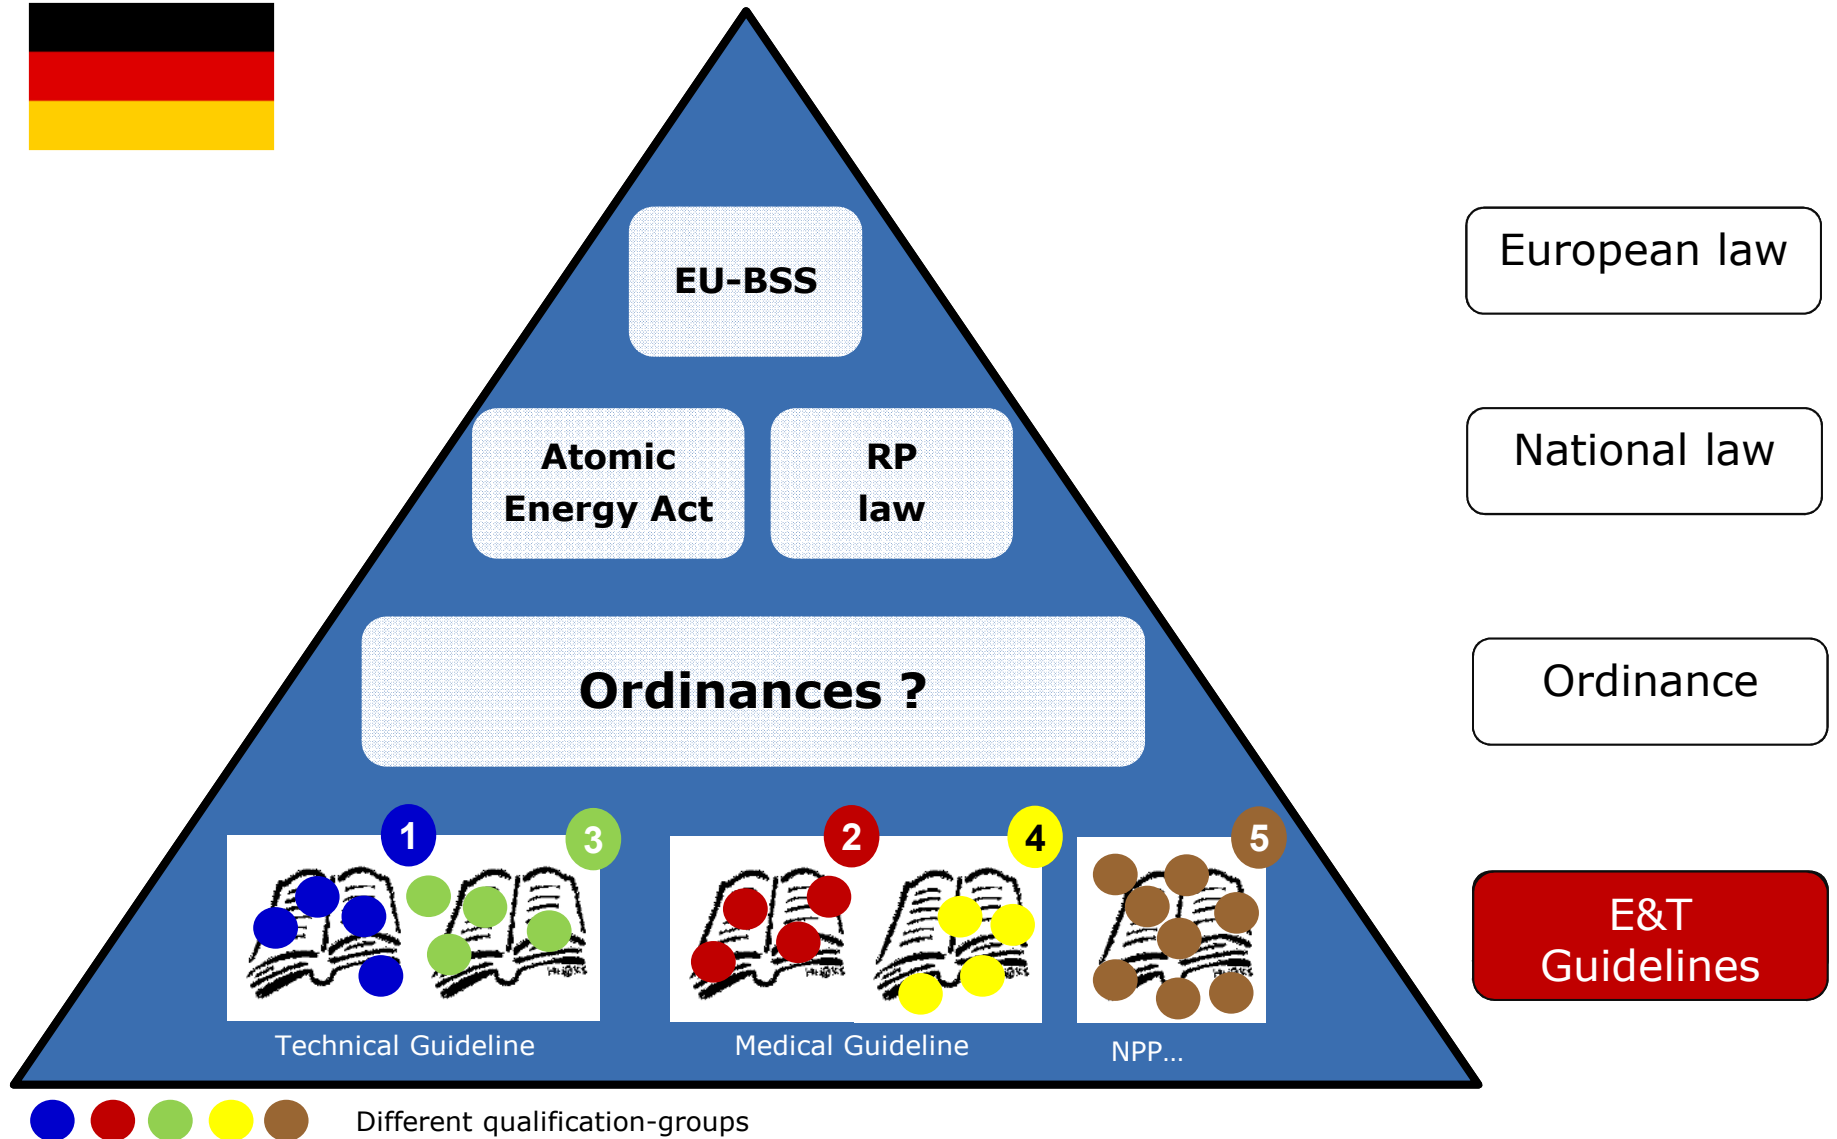 EU-BSS
European law
Atomic
Energy Act
RP
law
National law
Ordinances ?
Ordinance
1
3
2
4
5
E&T
Guidelines
Technical Guideline
Medical Guideline
NPP...
Different qualification-groups